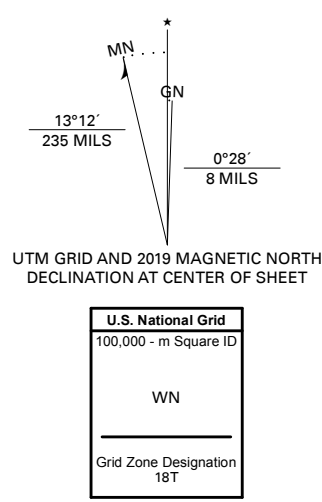 MN
GN
13°12´
235 MILS
0°28´
8 MILS
UTM GRID AND 2019 MAGNETIC NORTH
DECLINATION AT CENTER OF SHEET
U.S. National Grid
100,000 - m Square ID
WN
Grid Zone Designation
18T